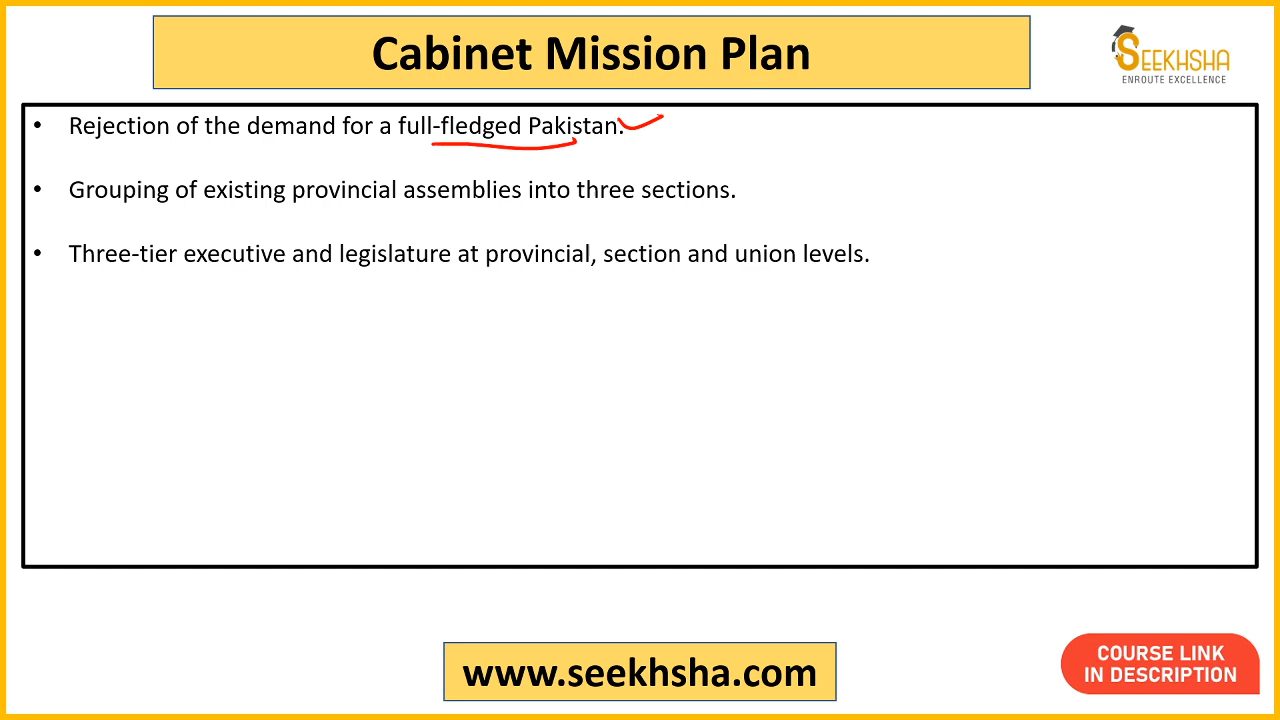 Cabinet Mission Plan
SEEKHSHA
ENROUTE EXCELLENCE
• Rejection of the demand for a full-fledged Pakistan.
• Grouping of existing provincial assemblies into three sections.
• Three-tier executive and legislature at provincial, section and union levels.
www.seekhsha.com
COURSE LINK
IN DESCRIPTION